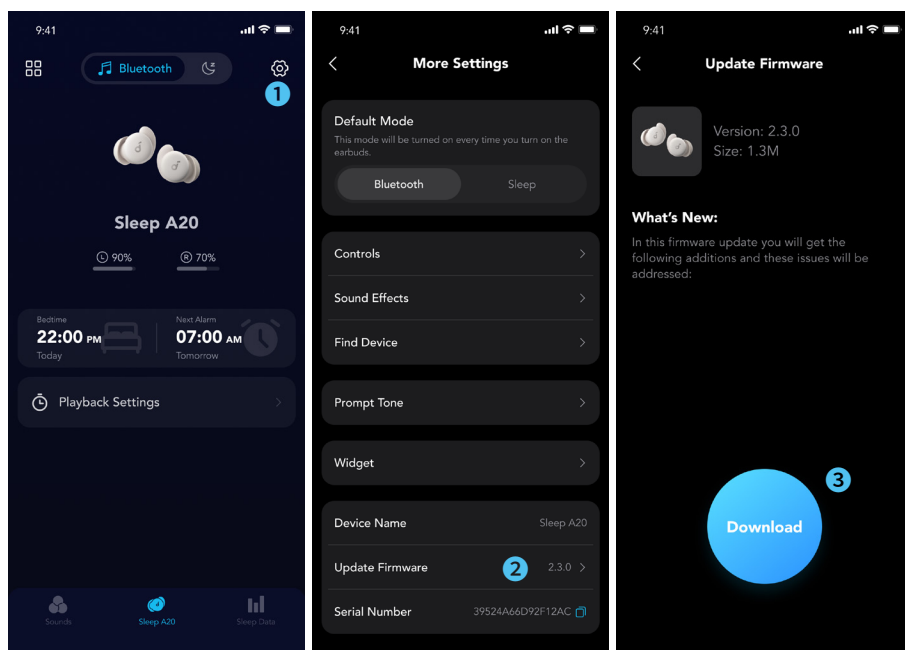 9:41
Bluetooth
1
Sleep A20
L 90%
R 70%
Bedtime
22:00 PM
Today
Next Alarm
07:00 AM
Tomorrow
Playback Settings
Sounds
Sleep A20
Sleep Data
9:41
More Settings
Default Mode
This mode will be turned on every time you turn on the
earbuds.
Bluetooth
Sleep
Controls
Sound Effects
Find Device
Prompt Tone
Widget
Device Name
Sleep A20
Update Firmware
2
2.3.0
Serial Number
39524A66D92F12AC
9:41
Update Firmware
Version: 2.3.0
Size: 1.3M
What's New:
In this firmware update you will get the
following additions and these issues will be
addressed:
3
Download